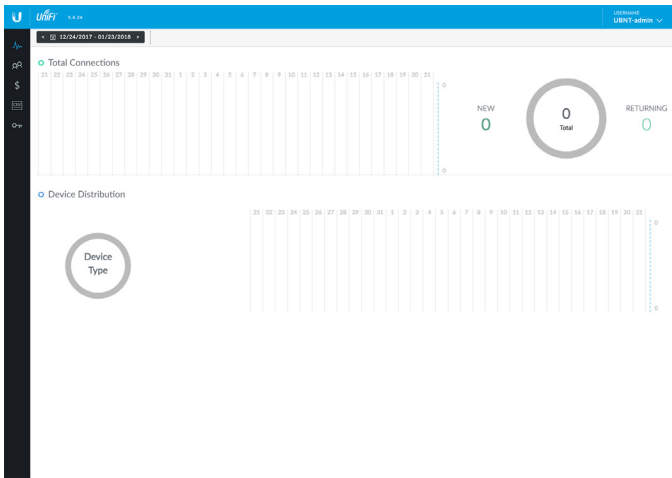 U UniFi 5.6.26 USERNAME
UBNT-admin
12/24/2017 - 01/23/2018
Total Connections
21 22 23 24 25 26 27 28 29 30 31 1 2 3 4 5 6 7 8 9 10 11 12 13 14 15 16 17 18 19 20 21
0
NEW 0 RETURNING
0 Total 0
0
Device Distribution
21 22 23 24 25 26 27 28 29 30 31 1 2 3 4 5 6 7 8 9 10 11 12 13 14 15 16 17 18 19 20 21
0
Device
Type
0